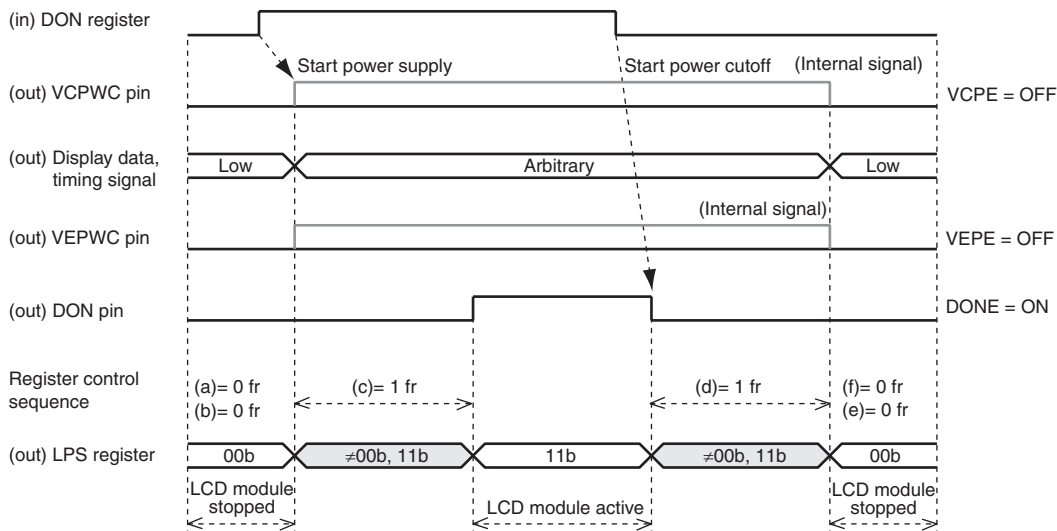 (in) DON register
Start power supply
Start power cutoff
(Internal signal)
(out) VCPWC pin
VCPE = OFF
(out) Display data,
timing signal
Low
Arbitrary
Low
(Internal signal)
(out) VEPWC pin
VEPE = OFF
(out) DON pin
DONE = ON
Register control
sequence
(a)= 0 fr
(b)= 0 fr
(c)= 1 fr
(d)= 1 fr
(f)= 0 fr
(e)= 0 fr
(out) LPS register
00b
≠00b, 11b
11b
≠00b, 11b
00b
LCD module
stopped
LCD module active
LCD module
stopped